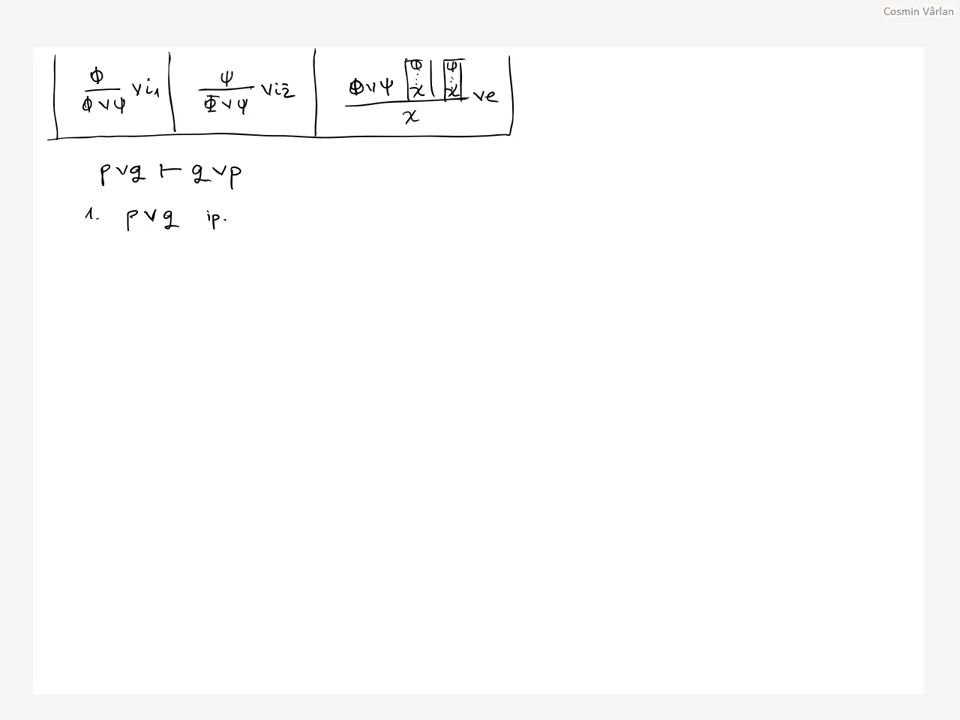 Cosmin Vârlan
Φ / Φ∨Ψ ∨i₁ | Ψ / Φ∨Ψ ∨i₂ | Φ∨Ψ [Φ ⋮ χ] [Ψ ⋮ χ] / χ ∨e
p∨q ⊢ q∨p
1. p∨q ip.